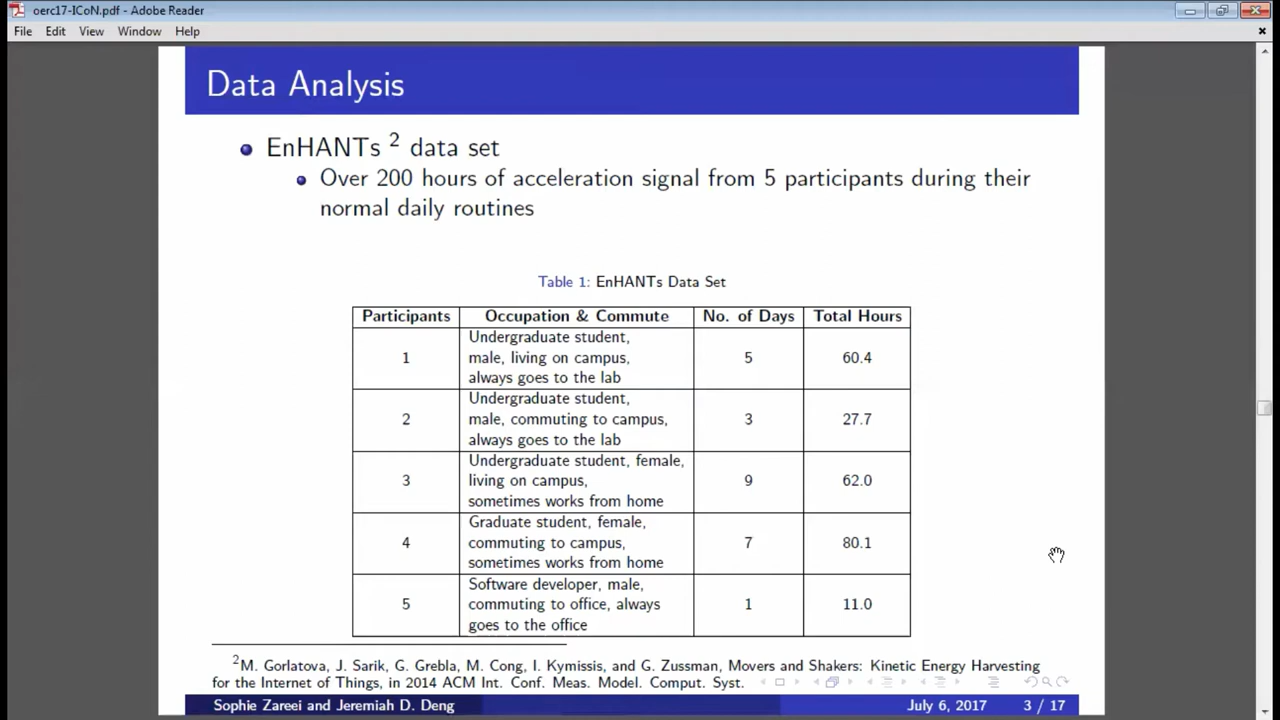 oerc17-ICoN.pdf - Adobe Reader
File Edit View Window Help
Data Analysis
EnHANTs 2 data set
Over 200 hours of acceleration signal from 5 participants during their
normal daily routines
Table 1: EnHANTs Data Set
Participants Occupation & Commute No. of Days Total Hours
Undergraduate student,
1 male, living on campus, 5 60.4
always goes to the lab
Undergraduate student,
2 male, commuting to campus, 3 27.7
always goes to the lab
Undergraduate student, female,
3 living on campus, 9 62.0
sometimes works from home
Graduate student, female,
4 commuting to campus, 7 80.1
sometimes works from home
Software developer, male,
5 commuting to office, always 1 11.0
goes to the office
2M. Gorlatova, J. Sarik, G. Grebla, M. Cong, I. Kymissis, and G. Zussman, Movers and Shakers: Kinetic Energy Harvesting
for the Internet of Things, in 2014 ACM Int. Conf. Meas. Model. Comput. Syst.
Sophie Zareei and Jeremiah D. Deng July 6, 2017 3 / 17